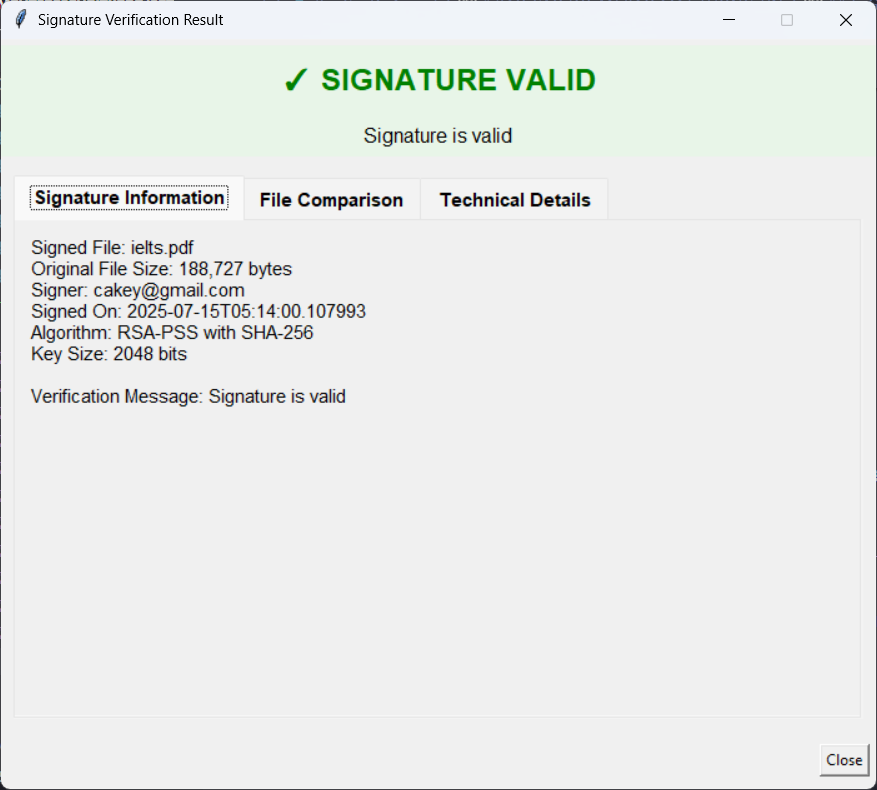 Signature Verification Result
✓ SIGNATURE VALID
Signature is valid
Signature Information
File Comparison
Technical Details
Signed File: ielts.pdf
Original File Size: 188,727 bytes
Signer: cakey@gmail.com
Signed On: 2025-07-15T05:14:00.107993
Algorithm: RSA-PSS with SHA-256
Key Size: 2048 bits
Verification Message: Signature is valid
Close